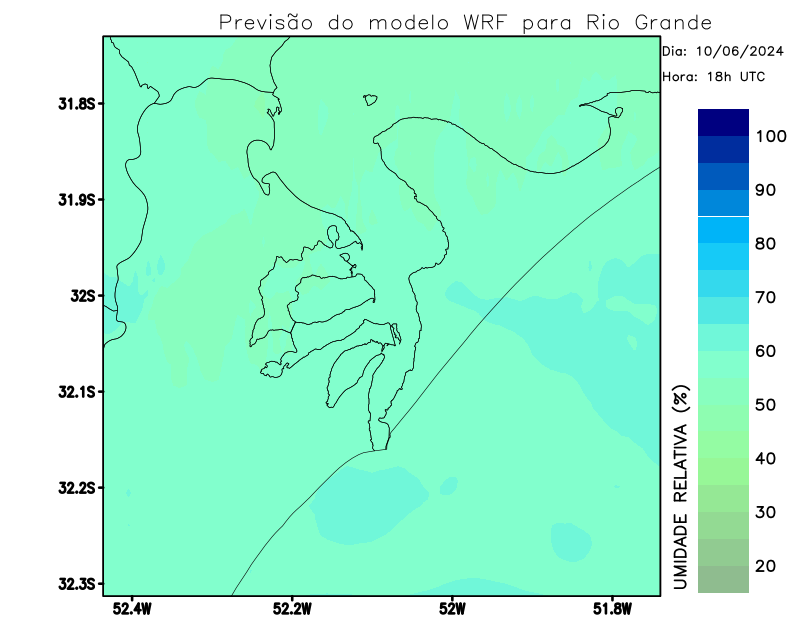 Previsão do modelo WRF para Rio Grande
Dia: 10/06/2024
Hora: 18h UTC
31.8S
31.9S
32S
32.1S
32.2S
32.3S
52.4W
52.2W
52W
51.8W
100
90
80
70
60
50
40
30
20
UMIDADE RELATIVA (%)